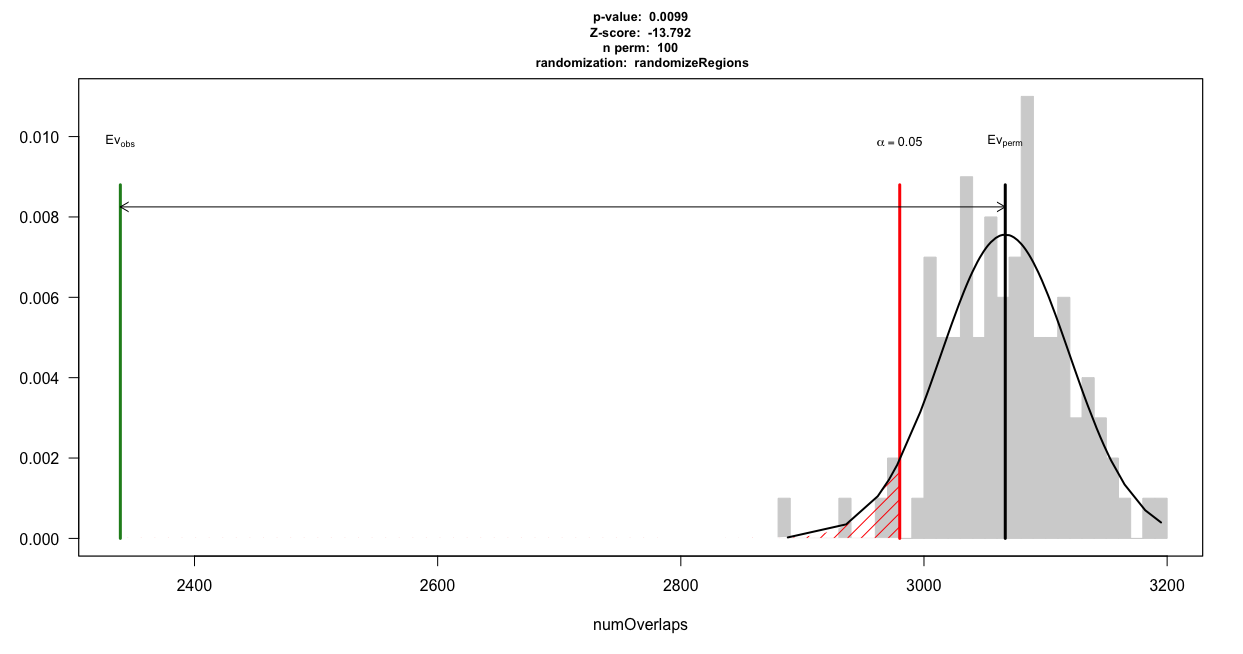 p-value: 0.0099
Z-score: -13.792
n perm: 100
randomization: randomizeRegions
Ev_obs
α = 0.05
Ev_perm
0.010
0.008
0.006
0.004
0.002
0.000
2400 2600 2800 3000 3200
numOverlaps